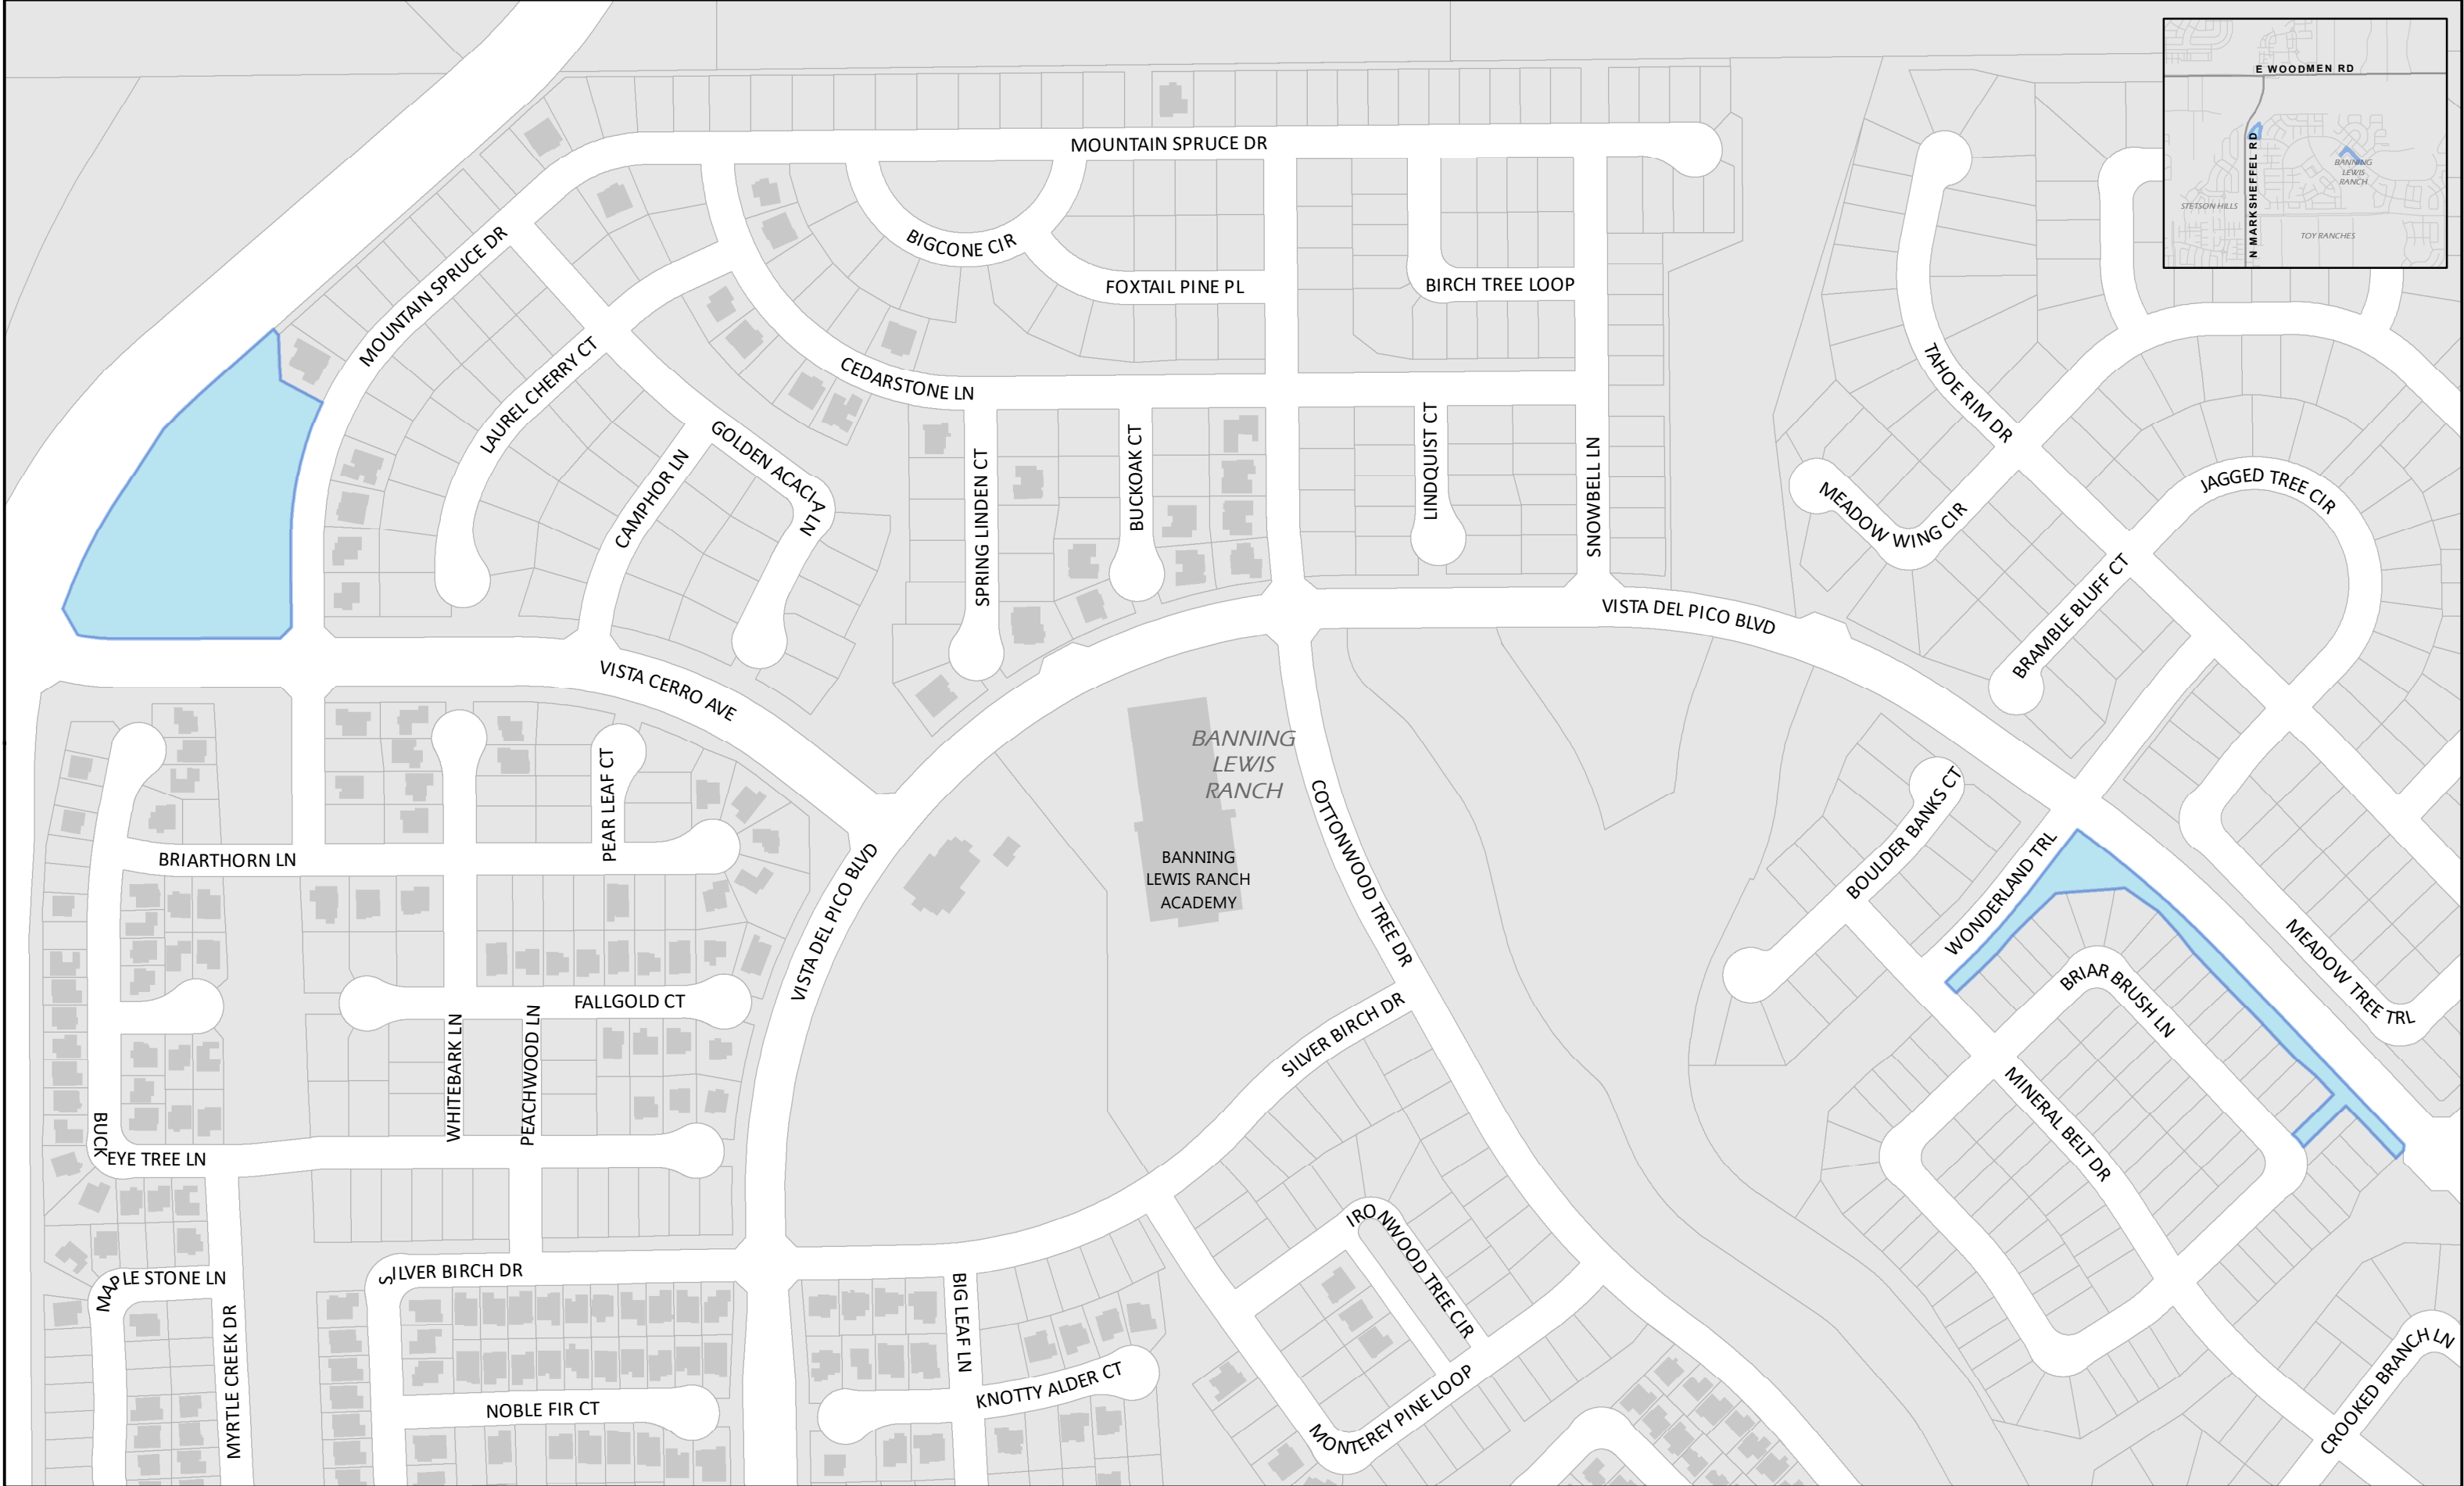 MOUNTAIN SPRUCE DR
E WOODMEN RD
N MARKSHEFFEL RD
BANNING
LEWIS
RANCH
STETSON HILLS
TOY RANCHES
BIGCONE CIR
MOUNTAIN SPRUCE DR
FOXTAIL PINE PL
BIRCH TREE LOOP
LAUREL CHERRY CT
CEDARSTONE LN
TAHOE RIM DR
GOLDEN ACACIA LN
CAMPHOR LN
SPRING LINDEN CT
BUCKOAK CT
LINDQUIST CT
SNOWBELL LN
MEADOW WING CIR
JAGGED TREE CIR
BRAMBLE BLUFF CT
VISTA DEL PICO BLVD
VISTA CERRO AVE
BANNING
LEWIS
RANCH
PEAR LEAF CT
COTTONWOOD TREE DR
BOULDER BANKS CT
BRIARTHORN LN
BANNING
LEWIS RANCH
ACADEMY
VISTA DEL PICO BLVD
WONDERLAND TRL
MEADOW TREE TRL
BRIAR BRUSH LN
FALLGOLD CT
WHITEBARK LN
PEACHWOOD LN
SILVER BIRCH DR
MINERAL BELT DR
BUCKEYE TREE LN
IRONWOOD TREE CIR
MAPLE STONE LN
SILVER BIRCH DR
MYRTLE CREEK DR
BIG LEAF LN
KNOTTY ALDER CT
NOBLE FIR CT
MONTEREY PINE LOOP
CROOKED BRANCH LN